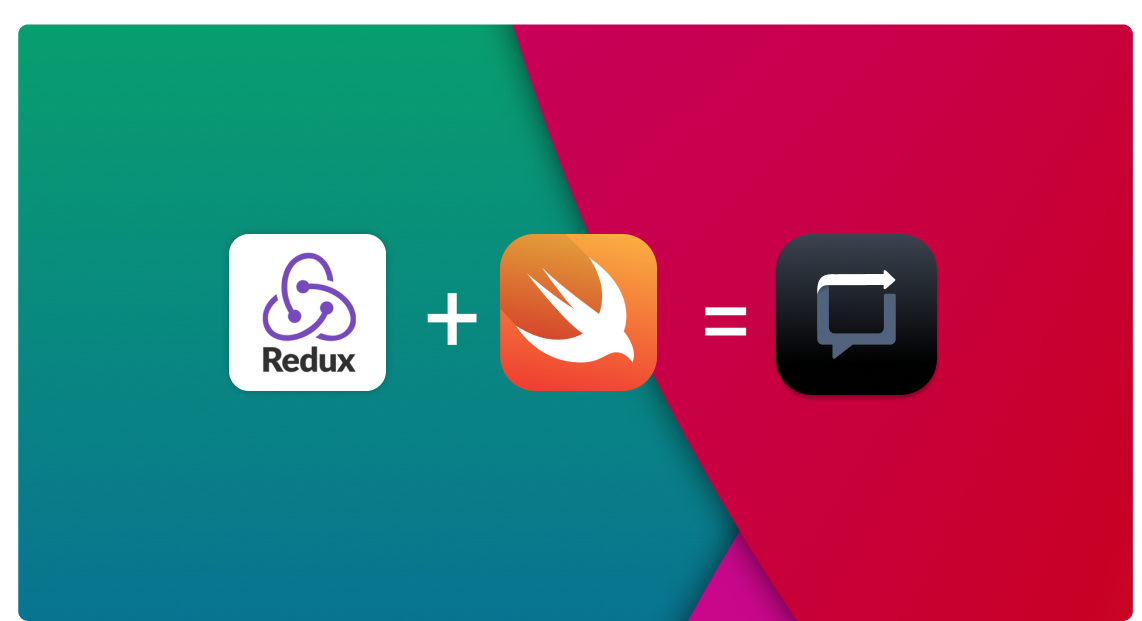 Redux
+
=